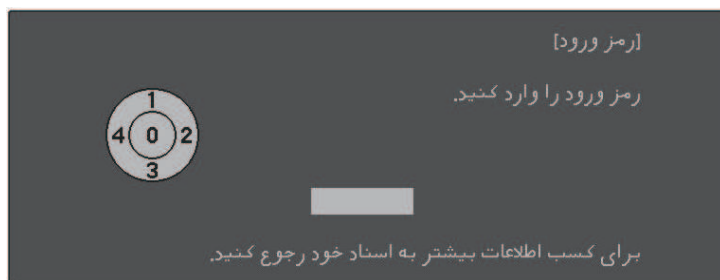 [رمز ورود]
رمز ورود را وارد کنید.
1
4 0 2
3
برای کسب اطلاعات بیشتر به اسناد خود رجوع کنید.